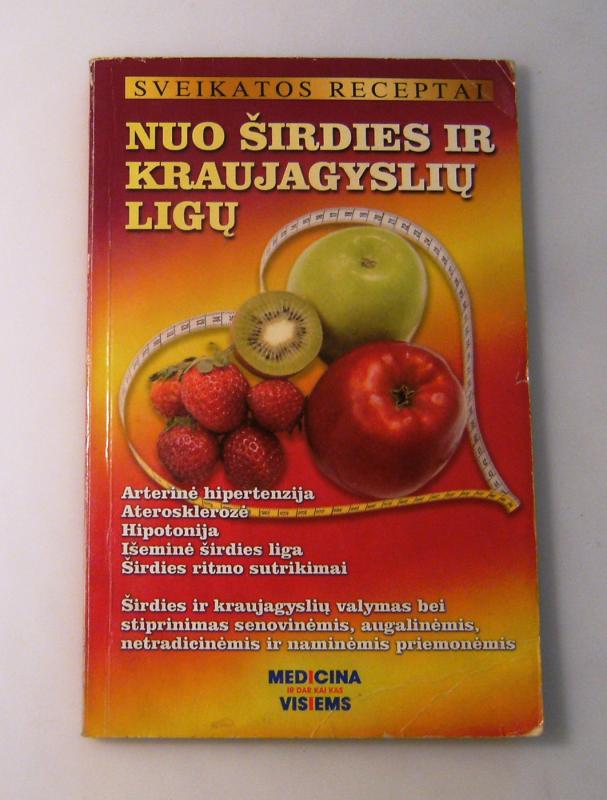 SVEIKATOS RECEPTAI
NUO ŠIRDIES IR
KRAUJAGYSLIŲ
LIGŲ
Arterinė hipertenzija
Aterosklerozė
Hipotonija
Išeminė širdies liga
Širdies ritmo sutrikimai
Širdies ir kraujagyslių valymas bei
stiprinimas senovinėmis, augalinėmis,
netradicinėmis ir naminėmis priemonėmis
MEDICINA
IR DAR KAI KAS
VISIEMS